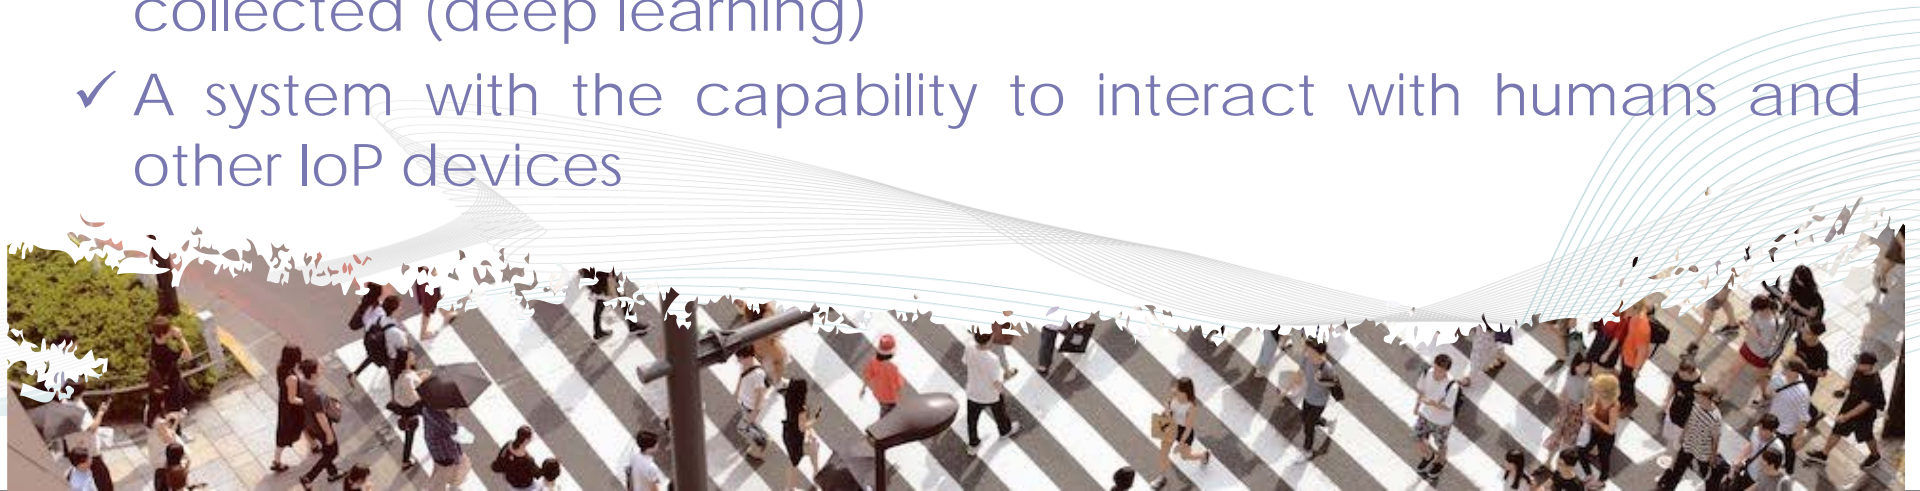 collected (deep learning)
✓ A system with the capability to interact with humans and
other IoP devices